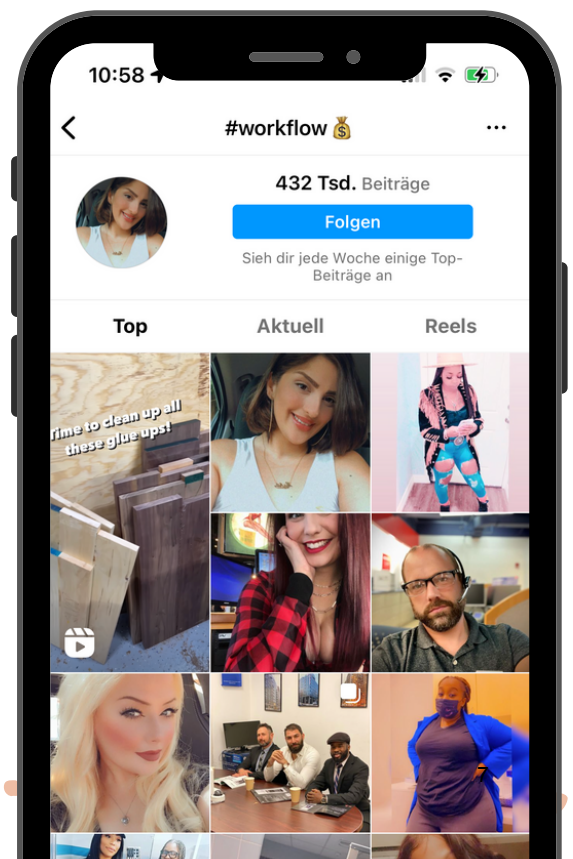 10:58
#workflow💰
432 Tsd. Beiträge
Folgen
Sieh dir jede Woche einige Top-
Beiträge an
Top
Aktuell
Reels
Time to clean up all
these glue ups!